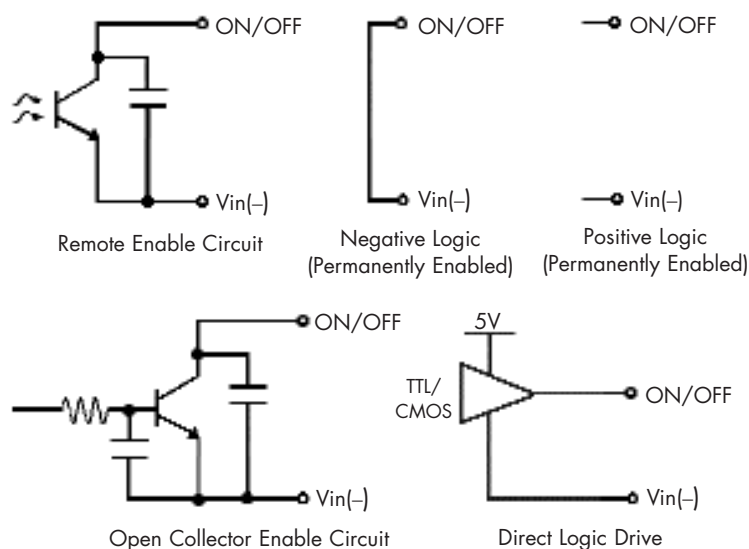 ON/OFF
Vin(–)
Remote Enable Circuit
ON/OFF
Vin(–)
Negative Logic
(Permanently Enabled)
ON/OFF
Vin(–)
Positive Logic
(Permanently Enabled)
ON/OFF
Vin(–)
Open Collector Enable Circuit
5V
TTL/
CMOS
ON/OFF
Vin(–)
Direct Logic Drive